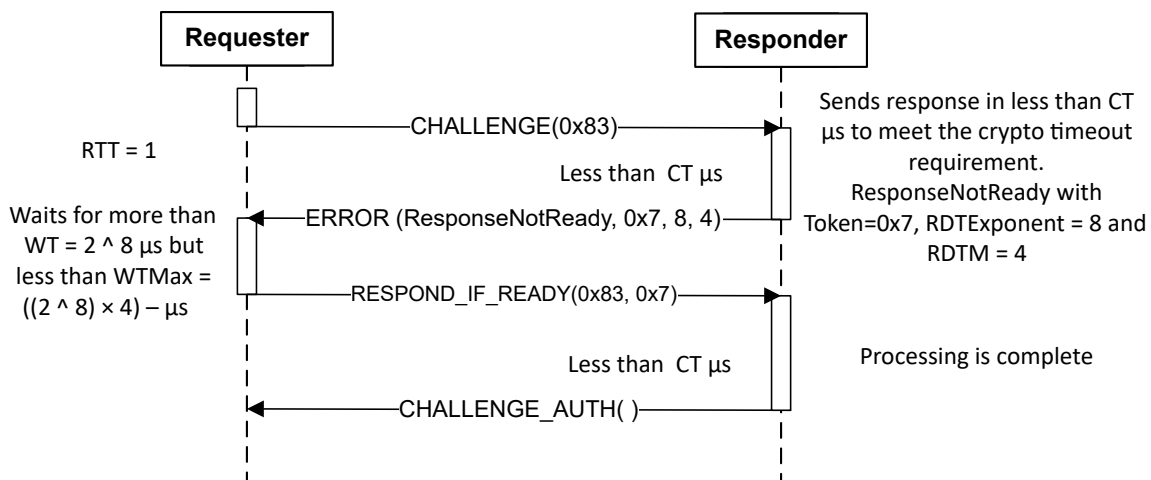 Requester
Responder
CHALLENGE(0x83)
Sends response in less than CT
µs to meet the crypto timeout
requirement.
ResponseNotReady with
Token=0x7, RDTExponent = 8 and
RDTM = 4
RTT = 1
Less than CT µs
Waits for more than
WT = 2 ^ 8 µs but
less than WTMax =
((2 ^ 8) × 4) – µs
ERROR (ResponseNotReady, 0x7, 8, 4)
RESPOND_IF_READY(0x83, 0x7)
Less than CT µs
Processing is complete
CHALLENGE_AUTH( )